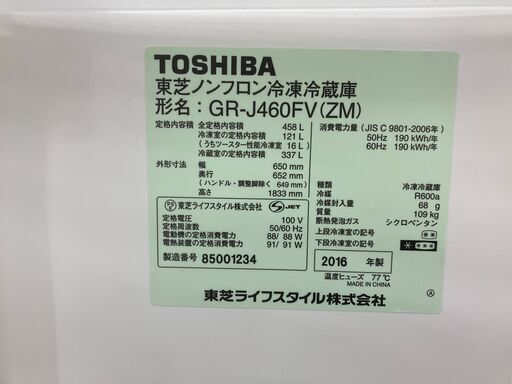 TOSHIBA
東芝ノンフロン冷凍冷蔵庫
形名：GR-J460FV(ZM)
定格内容積 全定格内容積 458 L
冷凍室の定格内容積 121 L
(うちツースター性能冷凍室 16 L)
冷蔵室の定格内容積 337 L
外形寸法 幅 650 mm
奥行 652 mm
(ハンドル・調整脚除く 649 mm)
高さ 1833 mm
東芝ライフスタイル株式会社 S-JET
定格電圧 100 V
定格周波数 50/60 Hz
電動機の定格消費電力 88/ 88 W
電熱装置の定格消費電力 91/ 91 W
製造番号 85001234
消費電力量 (JIS C 9801-2006年)
50Hz 190 kWh/年
60Hz 190 kWh/年
種類 冷凍冷蔵庫
冷媒 R600a
冷媒封入量 68 g
質量 109 kg
断熱発泡ガス シクロペンタン
上段冷凍室の記号 **
下段冷凍室の記号 ****
2016 年製
温度ヒューズ 77℃
MADE IN CHINA
東芝ライフスタイル株式会社
Ⓐ